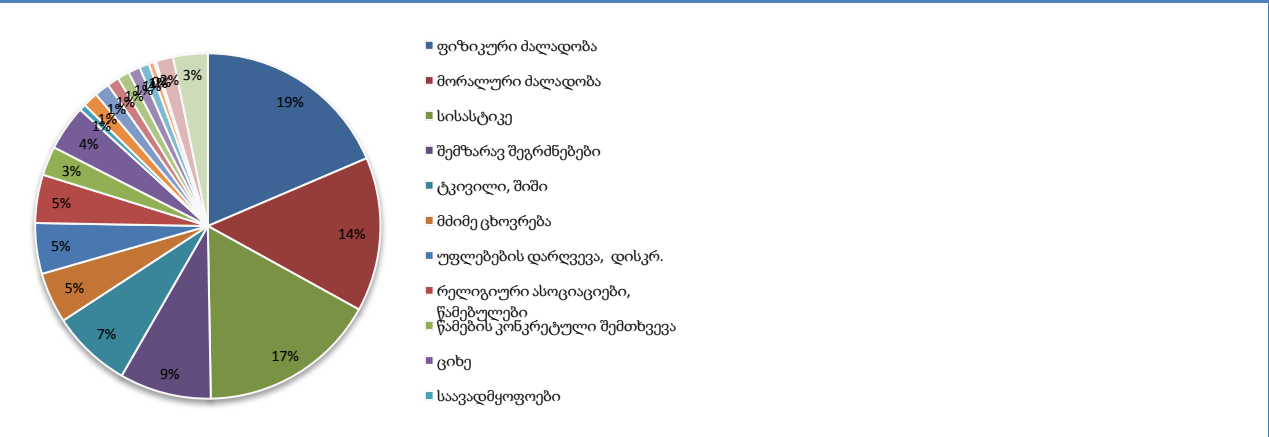 ფიზიკური ძალადობა
მორალური ძალადობა
სისასტიკე
შემზარავ შეგრძნებები
ტკივილი, შიში
მძიმე ცხოვრება
უფლებების დარღვევა, დისკრ.
რელიგიური ასოციაციები,
წამებულები
წამების კონკრეტული შემთხვევა
ციხე
საავადმყოფოები
19%
14%
17%
9%
7%
5%
5%
5%
3%
4%
1%
1%
1%
1%
1%
1%
2%
3%